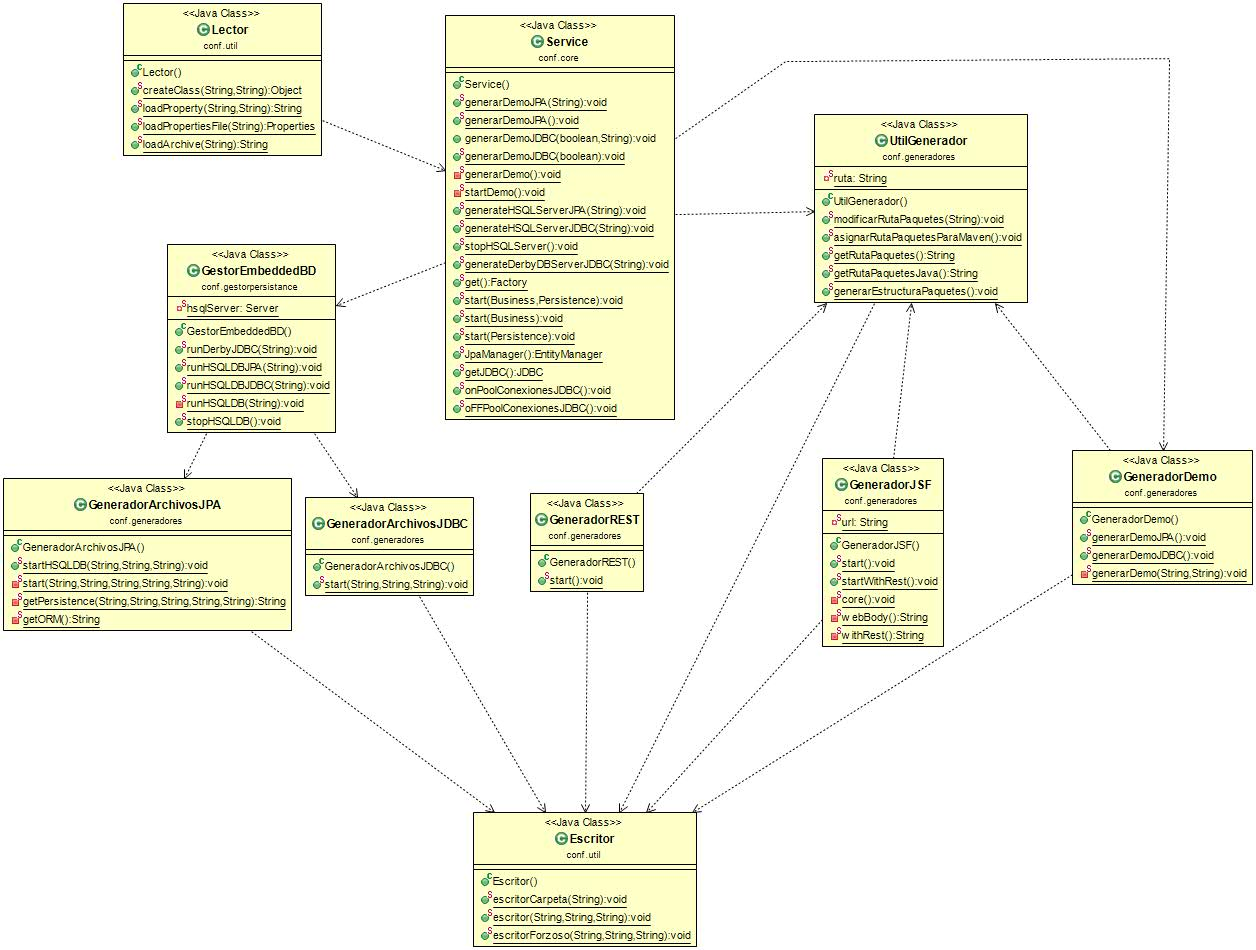 <<Java Class>>
Lector
conf.util
Lector()
createClass(String,String):Object
loadProperty(String,String):String
loadPropertiesFile(String):Properties
loadArchive(String):String
<<Java Class>>
Service
conf.core
Service()
generarDemoJPA(String):void
generarDemoJPA():void
generarDemoJDBC(boolean,String):void
generarDemoJDBC(boolean):void
generarDemo():void
startDemo():void
generateHSQLServerJPA(String):void
generateHSQLServerJDBC(String):void
stopHSQLServer():void
generateDerbyDBServerJDBC(String):void
get():Factory
start(Business,Persistence):void
start(Business):void
start(Persistence):void
JpaManager():EntityManager
getJDBC():JDBC
onPoolConexionesJDBC():void
oFFPoolConexionesJDBC():void
<<Java Class>>
UtilGenerador
conf.generadores
ruta: String
UtilGenerador()
modificarRutaPaquetes(String):void
asignarRutaPaquetesParaMaven():void
getRutaPaquetes():String
getRutaPaquetesJava():String
generarEstructuraPaquetes():void
<<Java Class>>
GestorEmbeddedBD
conf.gestorpersistance
hsqlServer: Server
GestorEmbeddedBD()
runDerbyJDBC(String):void
runHSQLDBJPA(String):void
runHSQLDBJDBC(String):void
runHSQLDB(String):void
stopHSQLDB():void
<<Java Class>>
GeneradorArchivosJPA
conf.generadores
GeneradorArchivosJPA()
startHSQLDB(String,String,String):void
start(String,String,String,String,String):void
getPersistence(String,String,String,String,String):String
getORM():String
<<Java Class>>
GeneradorArchivosJDBC
conf.generadores
GeneradorArchivosJDBC()
start(String,String,String,String):void
<<Java Class>>
GeneradorREST
conf.generadores
GeneradorREST()
start():void
<<Java Class>>
GeneradorJSF
conf.generadores
url: String
GeneradorJSF()
start():void
startWithRest():void
core():void
webBody():String
withRest():String
<<Java Class>>
GeneradorDemo
conf.generadores
GeneradorDemo()
generarDemoJPA():void
generarDemoJDBC():void
generarDemo(String,String):void
<<Java Class>>
Escritor
conf.util
Escritor()
escritorCarpeta(String):void
escritor(String,String,String):void
escritorForzoso(String,String,String):void